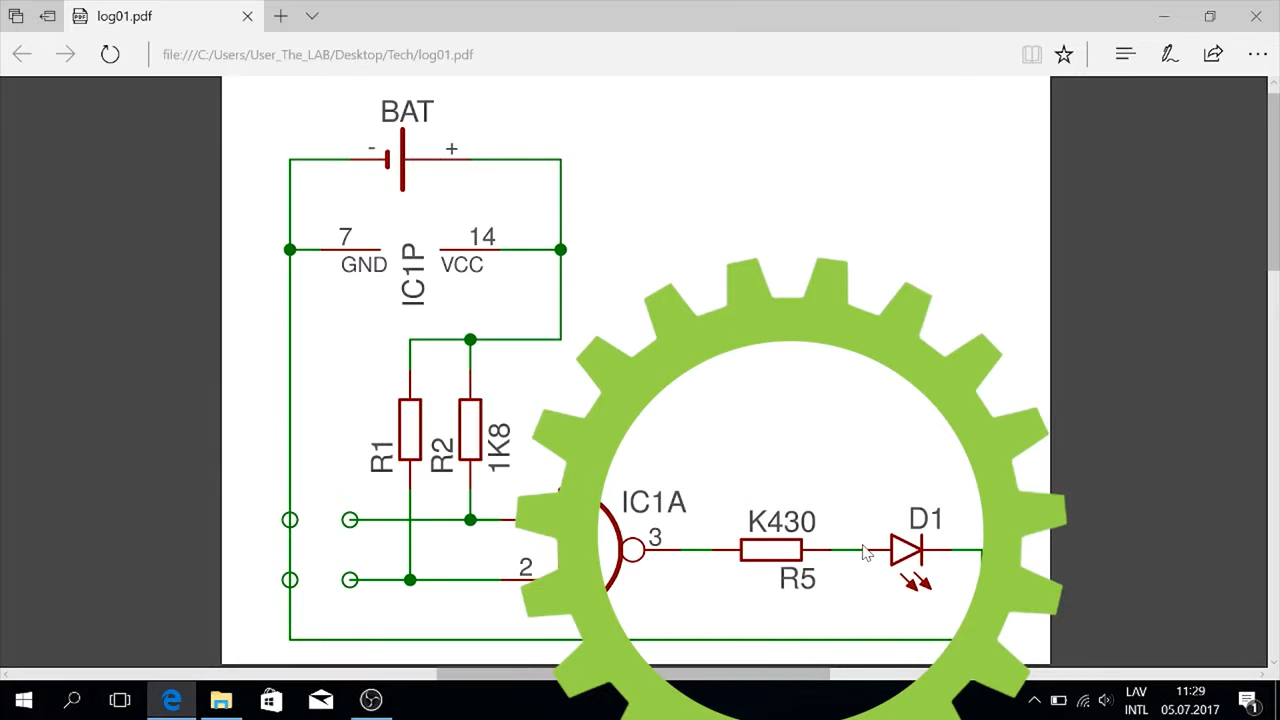 log01.pdf
file:///C:/Users/User_The_LAB/Desktop/Tech/log01.pdf
BAT
- +
7 14
GND VCC
IC1P
R1
R2
1K8
IC1A
3
2
K430
R5
D1
LAV
INTL
11:29
05.07.2017
1